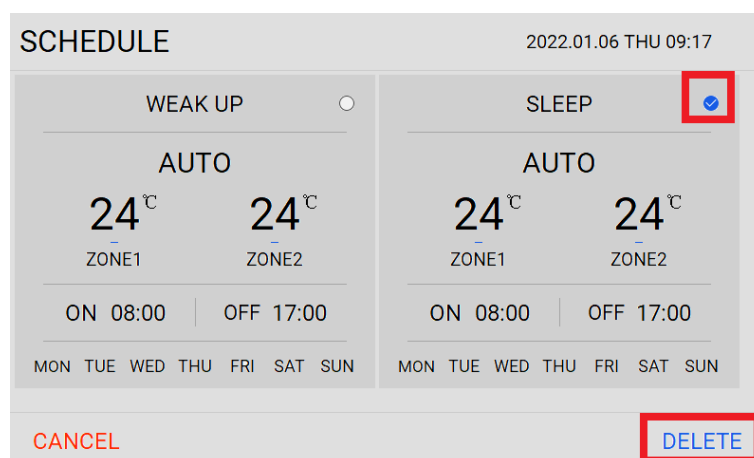 SCHEDULE 2022.01.06 THU 09:17
WEAK UP
AUTO
24℃ 24℃
ZONE1 ZONE2
ON 08:00 OFF 17:00
MON TUE WED THU FRI SAT SUN
SLEEP
AUTO
24℃ 24℃
ZONE1 ZONE2
ON 08:00 OFF 17:00
MON TUE WED THU FRI SAT SUN
CANCEL DELETE